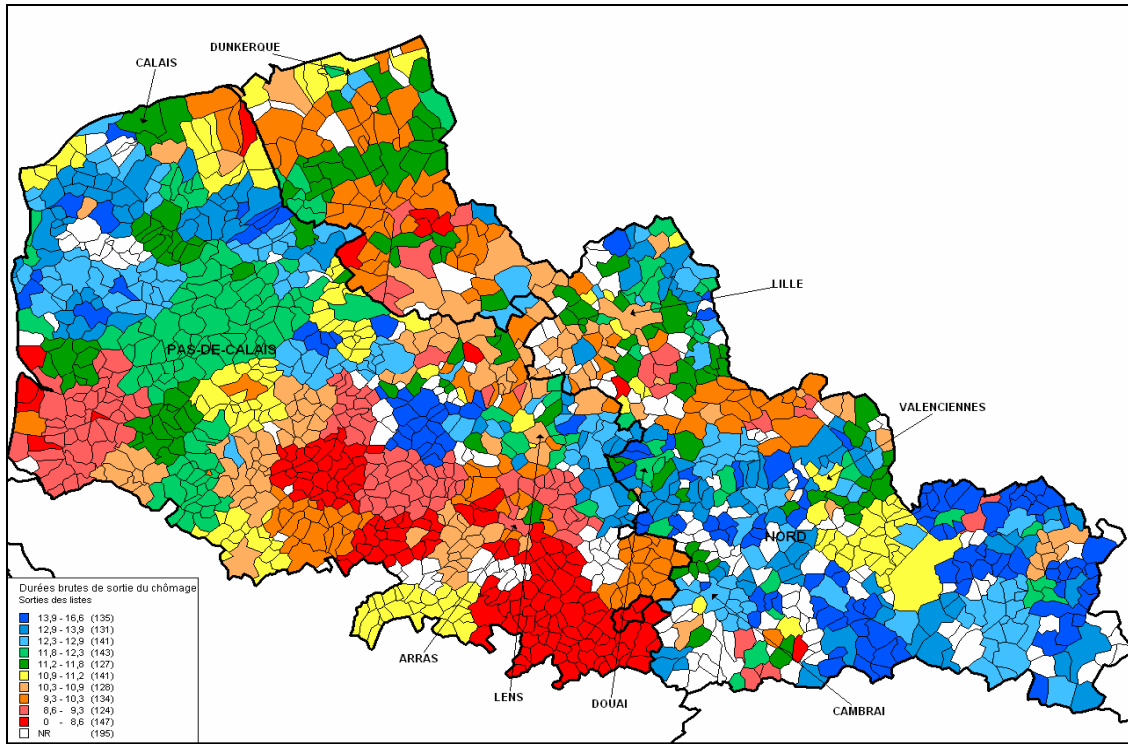 DUNKERQUE
CALAIS
LILLE
PAS-DE-CALAIS
VALENCIENNES
NORD
ARRAS
LENS
DOUAI
CAMBRAI
Durées brutes de sortie du chômage
Sorties des listes
13,9 - 16,6 (135)
12,9 - 13,9 (131)
12,3 - 12,9 (141)
11,8 - 12,3 (143)
11,2 - 11,8 (127)
10,9 - 11,2 (141)
10,3 - 10,9 (128)
9,3 - 10,3 (134)
8,6 - 9,3 (124)
0 - 8,6 (147)
NR (195)